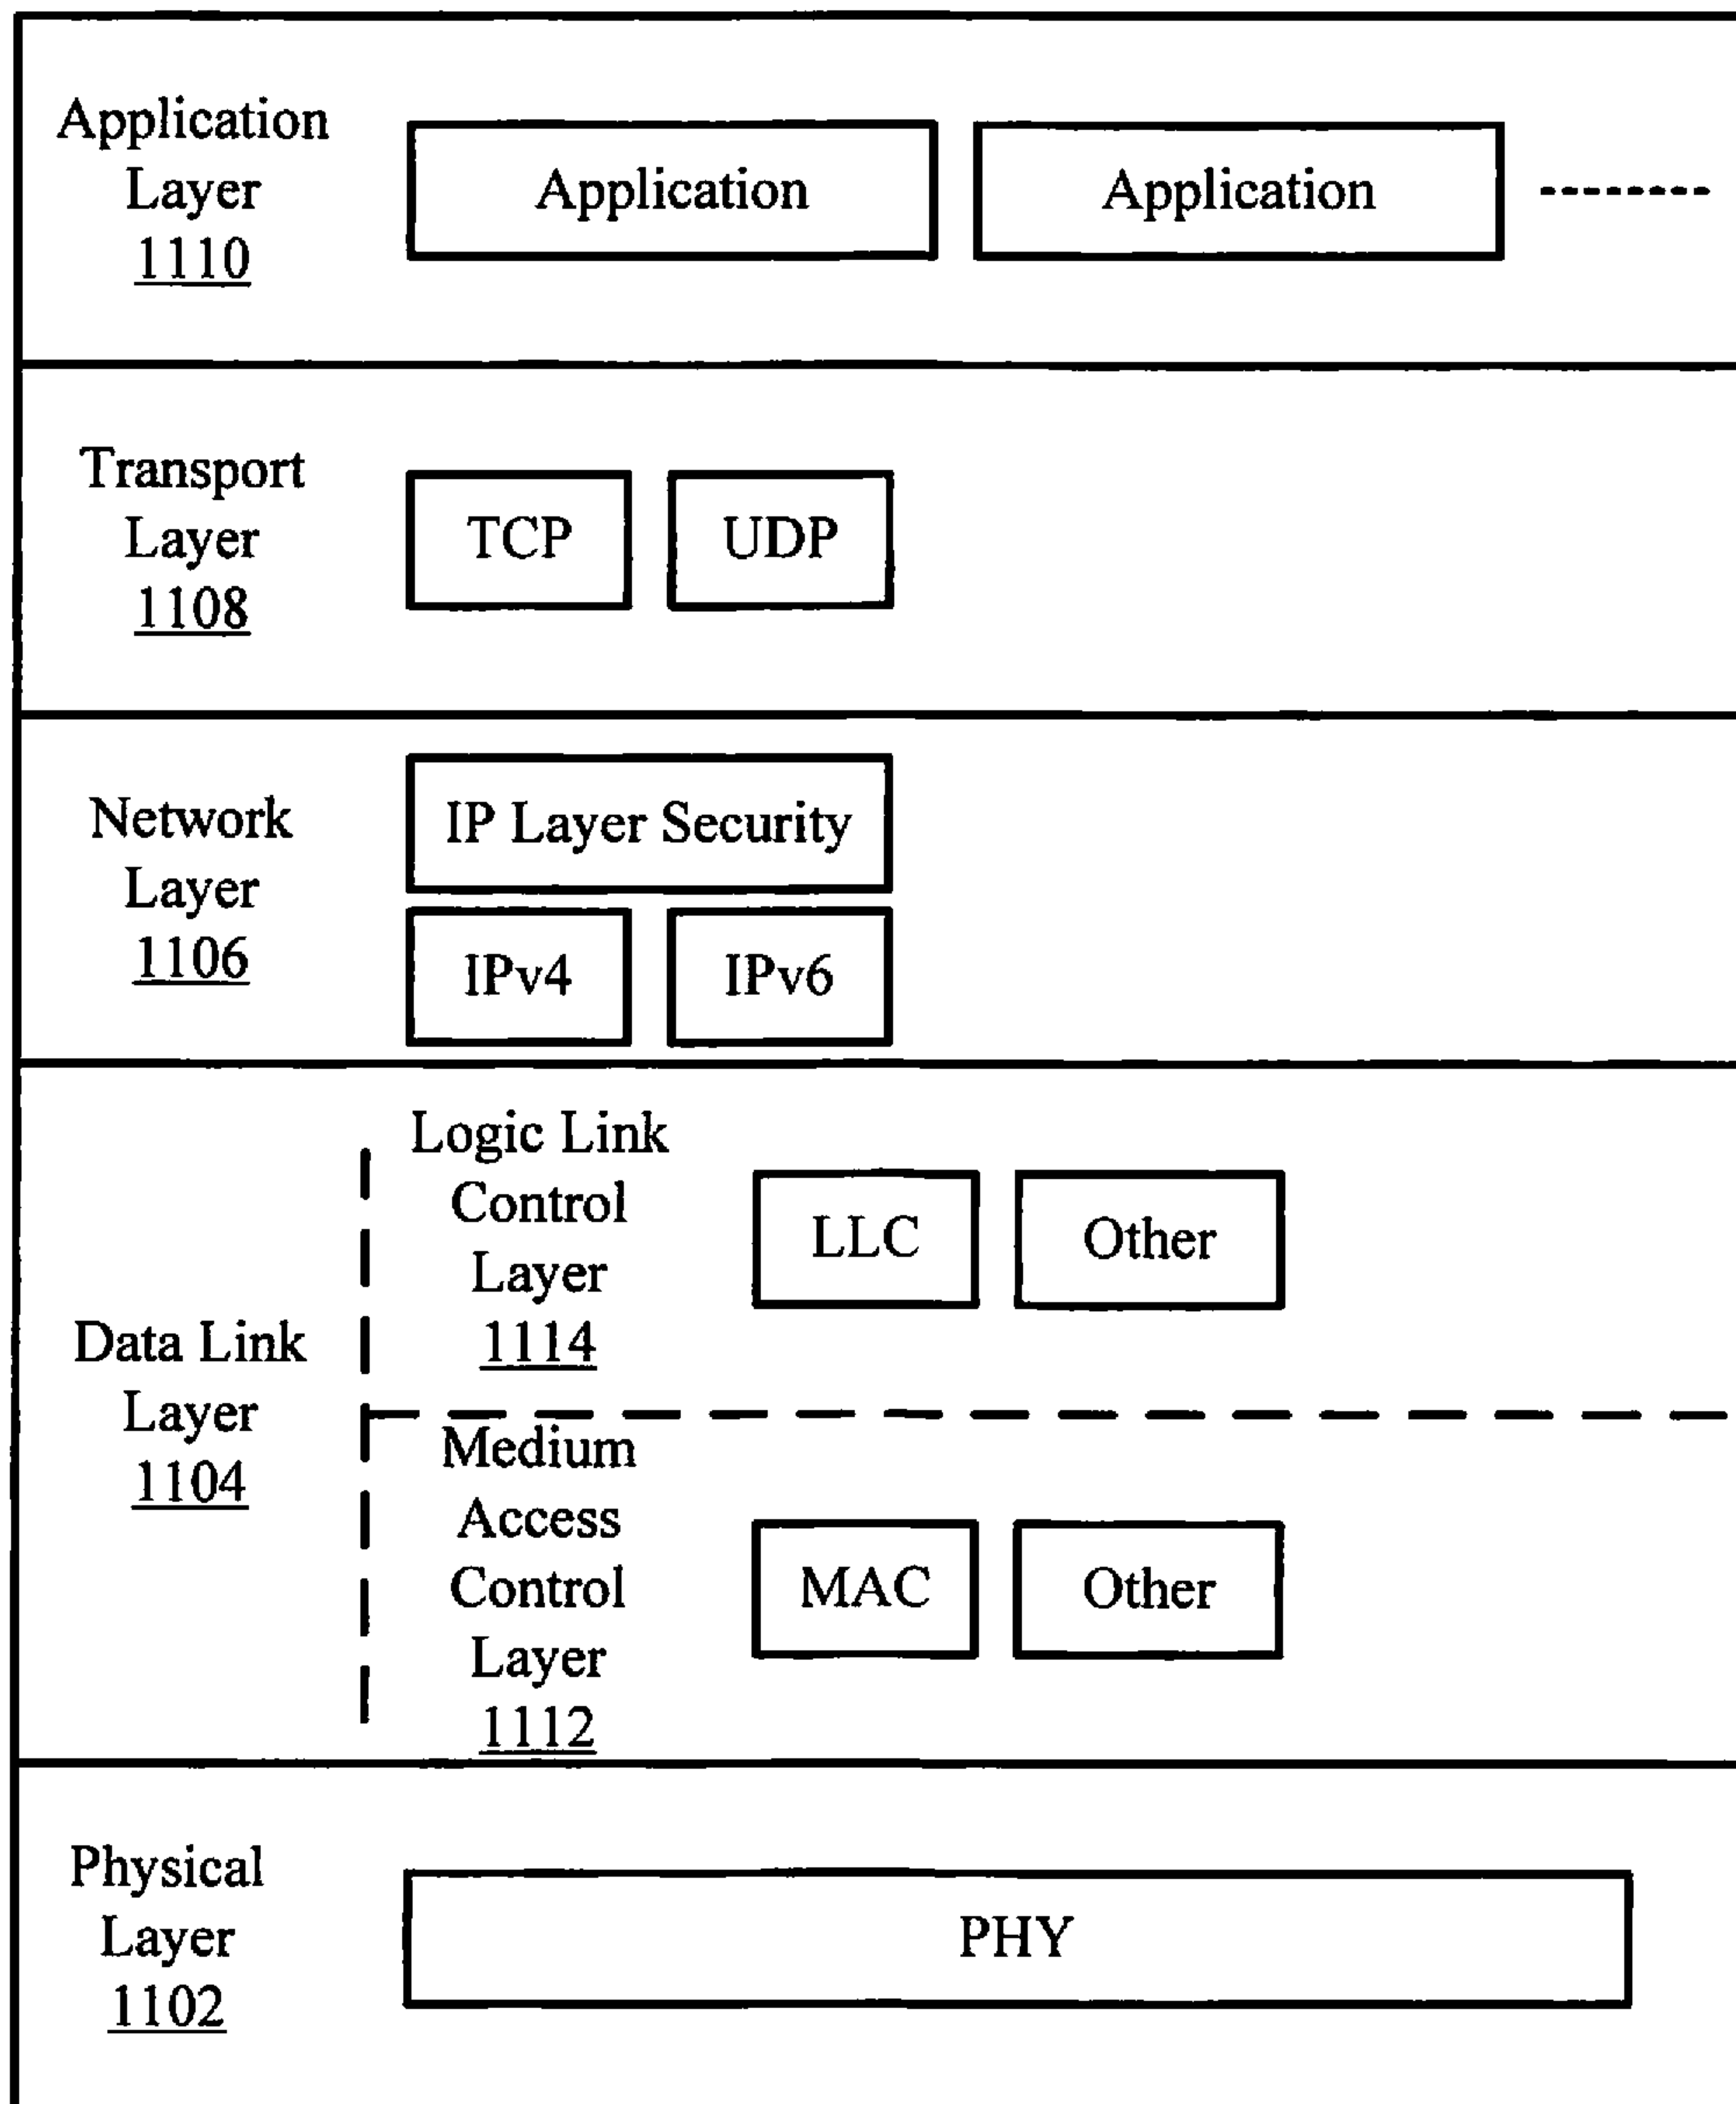 Application
Layer
1110
Application
Application
Transport
Layer
1108
TCP
UDP
Network
Layer
1106
IP Layer Security
IPv4
IPv6
Data Link
Layer
1104
Logic Link
Control
Layer
1114
LLC
Other
Medium
Access
Control
Layer
1112
MAC
Other
Physical
Layer
1102
PHY